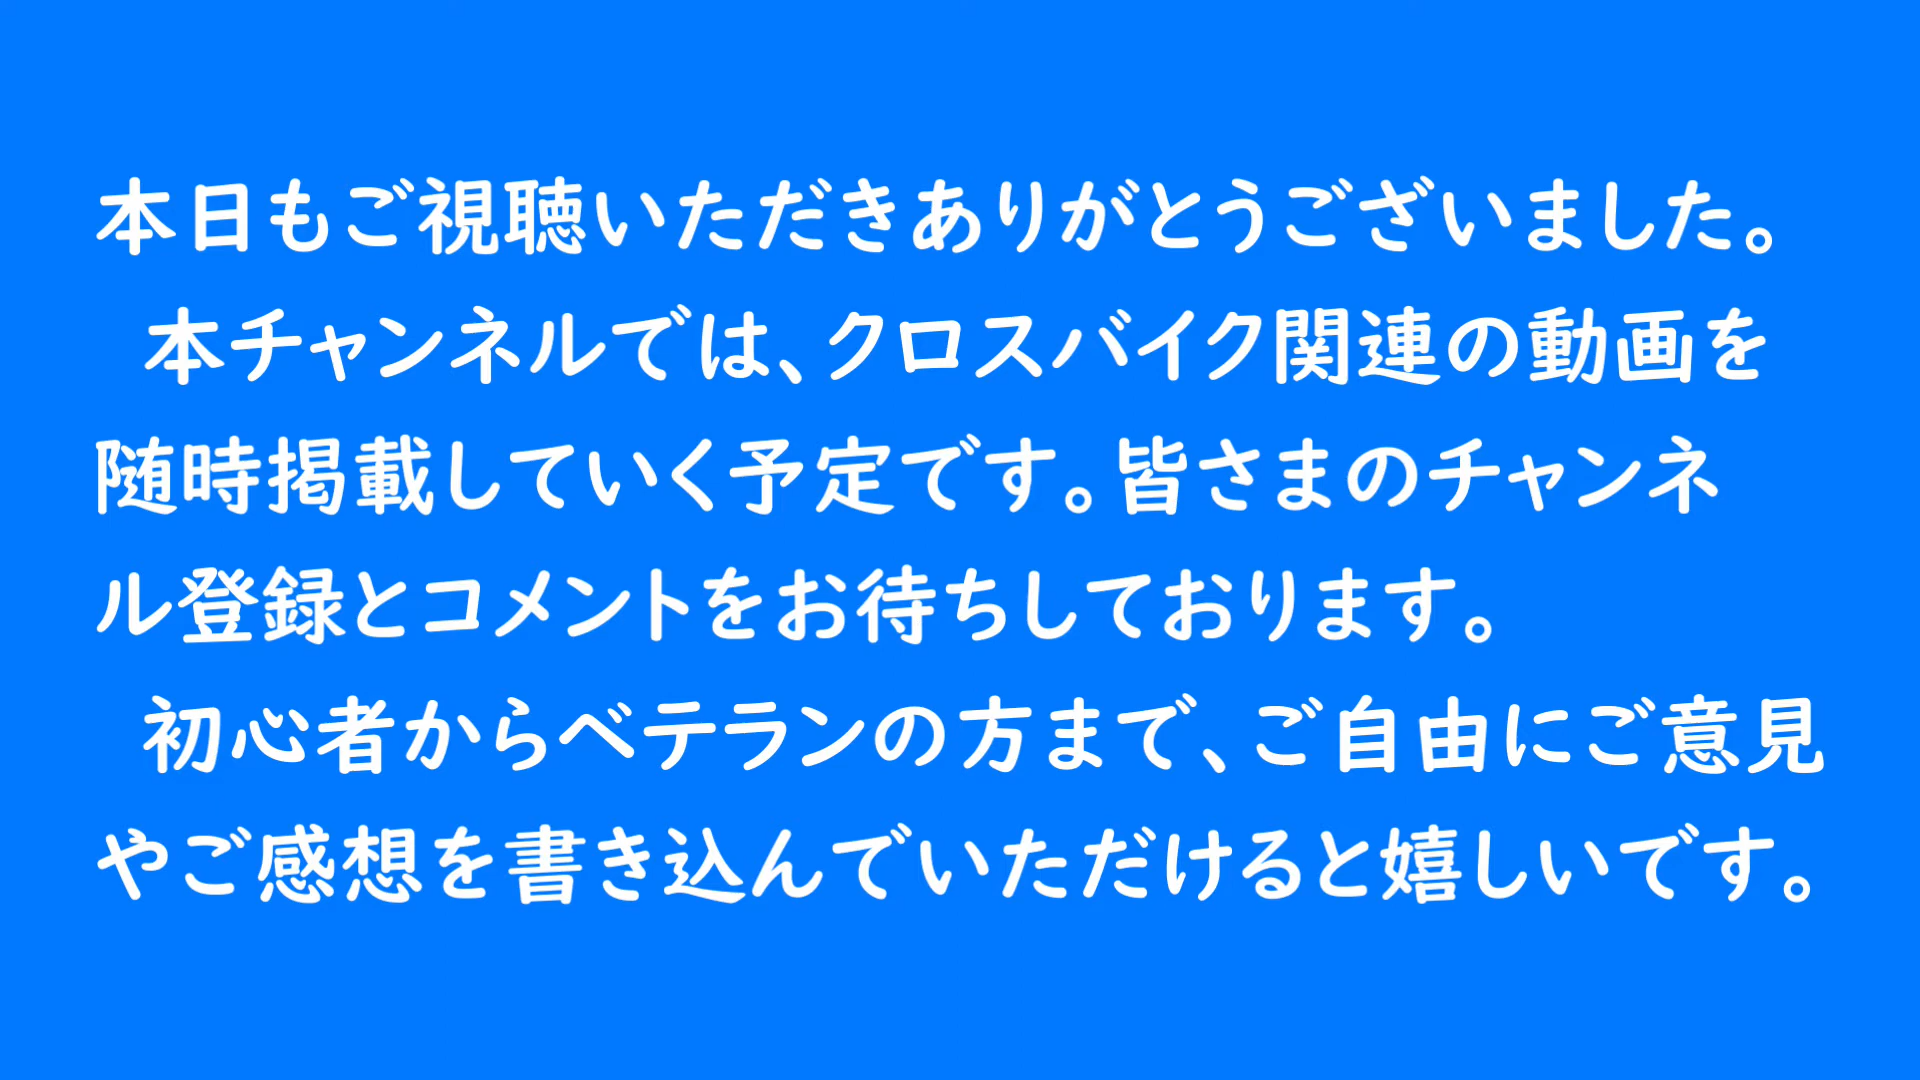 本日もご視聴いただきありがとうございました。
本チャンネルでは、クロスバイク関連の動画を
随時掲載していく予定です。皆さまのチャンネ
ル登録とコメントをお待ちしております。
初心者からベテランの方まで、ご自由にご意見
やご感想を書き込んでいただけると嬉しいです。